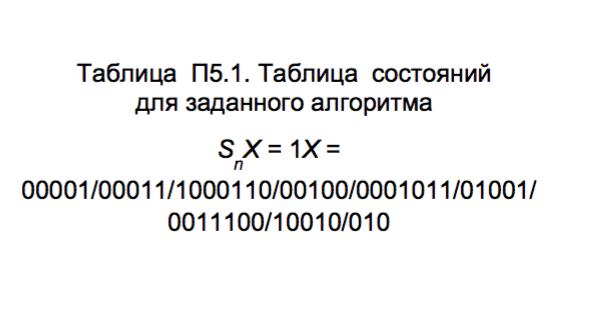 Таблица П5.1. Таблица состояний
для заданного алгоритма
SnX = 1X =
00001/00011/1000110/00100/0001011/01001/
0011100/10010/010